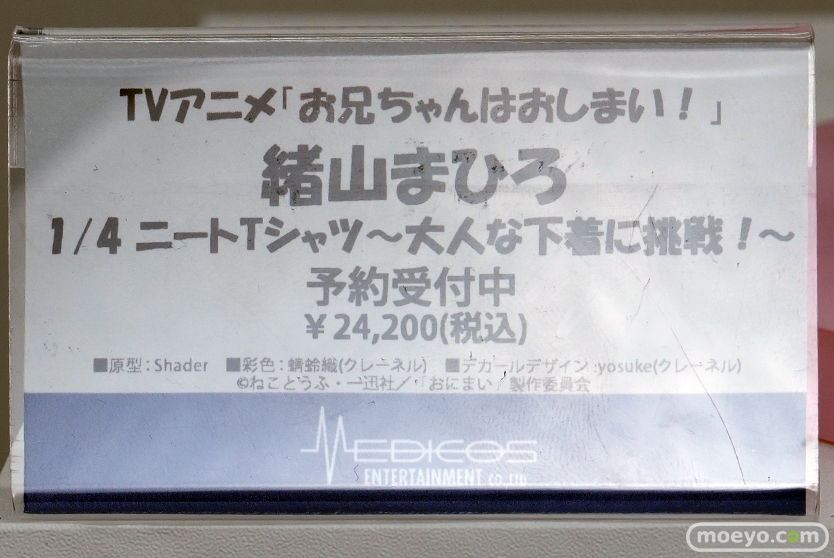 TVアニメ「お兄ちゃんはおしまい！」
緒山まひろ
1/4 ニートTシャツ～大人な下着に挑戦！～
予約受付中
￥24,200(税込)
■原型：Shader ■彩色：蜻蛉織(クレーネル) ■デカールデザイン:yosuke(クレーネル)
©ねことうふ・一迅社／「おにまい」製作委員会
MEDICOS
ENTERTAINMENT CO.,LTD
moeyo.com